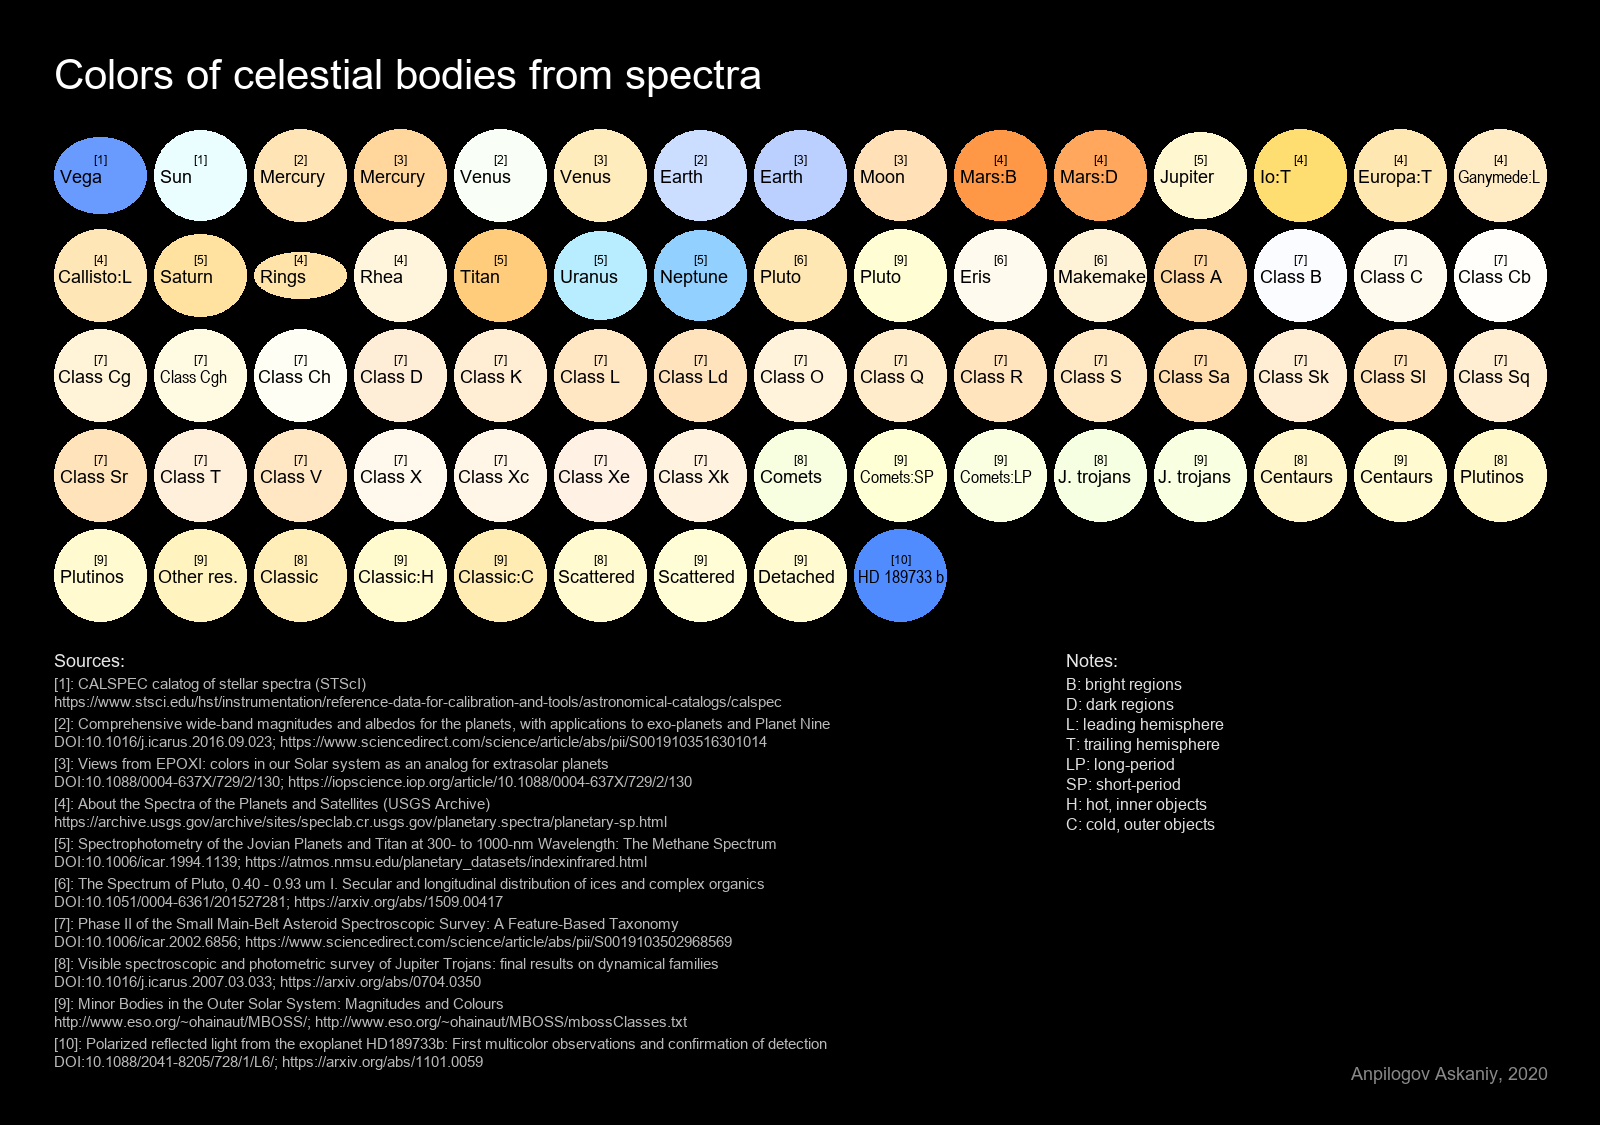 Colors of celestial bodies from spectra
[1] [1] [2] [3] [2] [3] [2] [3] [3] [4] [4] [5] [4] [4] [4]
Vega Sun Mercury Mercury Venus Venus Earth Earth Moon Mars:B Mars:D Jupiter Io:T Europa:T Ganymede:L
[4] [5] [4] [4] [5] [5] [5] [6] [9] [6] [6] [7] [7] [7] [7]
Callisto:L Saturn Rings Rhea Titan Uranus Neptune Pluto Pluto Eris Makemake Class A Class B Class C Class Cb
[7] [7] [7] [7] [7] [7] [7] [7] [7] [7] [7] [7] [7] [7] [7]
Class Cg Class Cgh Class Ch Class D Class K Class L Class Ld Class O Class Q Class R Class S Class Sa Class Sk Class Sl Class Sq
[7] [7] [7] [7] [7] [7] [7] [8] [9] [9] [8] [9] [8] [9] [8]
Class Sr Class T Class V Class X Class Xc Class Xe Class Xk Comets Comets:SP Comets:LP J. trojans J. trojans Centaurs Centaurs Plutinos
[9] [9] [8] [9] [9] [8] [9] [9] [10]
Plutinos Other res. Classic Classic:H Classic:C Scattered Scattered Detached HD 189733 b
Sources:
[1]: CALSPEC calatog of stellar spectra (STScI)
https://www.stsci.edu/hst/instrumentation/reference-data-for-calibration-and-tools/astronomical-catalogs/calspec
[2]: Comprehensive wide-band magnitudes and albedos for the planets, with applications to exo-planets and Planet Nine
DOI:10.1016/j.icarus.2016.09.023; https://www.sciencedirect.com/science/article/abs/pii/S0019103516301014
[3]: Views from EPOXI: colors in our Solar system as an analog for extrasolar planets
DOI:10.1088/0004-637X/729/2/130; https://iopscience.iop.org/article/10.1088/0004-637X/729/2/130
[4]: About the Spectra of the Planets and Satellites (USGS Archive)
https://archive.usgs.gov/archive/sites/speclab.cr.usgs.gov/planetary.spectra/planetary-sp.html
[5]: Spectrophotometry of the Jovian Planets and Titan at 300- to 1000-nm Wavelength: The Methane Spectrum
DOI:10.1006/icar.1994.1139; https://atmos.nmsu.edu/planetary_datasets/indexinfrared.html
[6]: The Spectrum of Pluto, 0.40 - 0.93 um I. Secular and longitudinal distribution of ices and complex organics
DOI:10.1051/0004-6361/201527281; https://arxiv.org/abs/1509.00417
[7]: Phase II of the Small Main-Belt Asteroid Spectroscopic Survey: A Feature-Based Taxonomy
DOI:10.1006/icar.2002.6856; https://www.sciencedirect.com/science/article/abs/pii/S0019103502968569
[8]: Visible spectroscopic and photometric survey of Jupiter Trojans: final results on dynamical families
DOI:10.1016/j.icarus.2007.03.033; https://arxiv.org/abs/0704.0350
[9]: Minor Bodies in the Outer Solar System: Magnitudes and Colours
http://www.eso.org/~ohainaut/MBOSS/; http://www.eso.org/~ohainaut/MBOSS/mbossClasses.txt
[10]: Polarized reflected light from the exoplanet HD189733b: First multicolor observations and confirmation of detection
DOI:10.1088/2041-8205/728/1/L6/; https://arxiv.org/abs/1101.0059
Notes:
B: bright regions
D: dark regions
L: leading hemisphere
T: trailing hemisphere
LP: long-period
SP: short-period
H: hot, inner objects
C: cold, outer objects
Anpilogov Askaniy, 2020